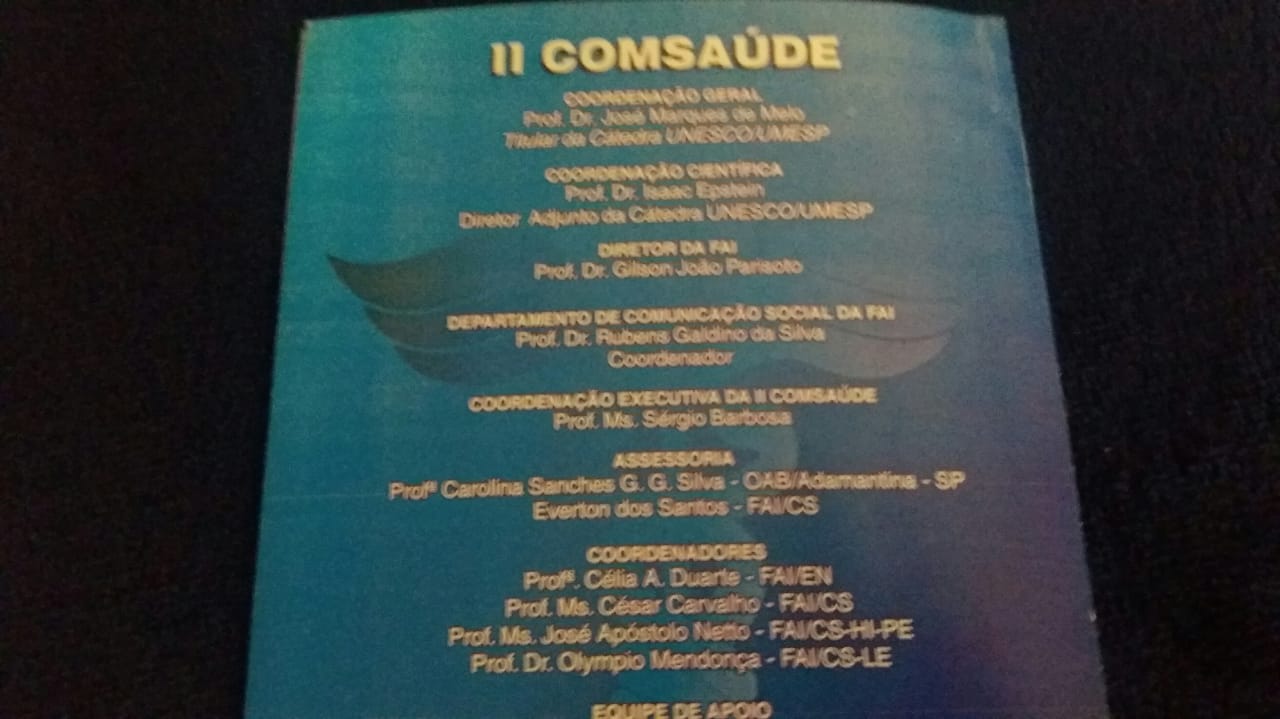 II COMSAÚDE
COORDENAÇÃO GERAL
Prof. Dr. José Marques de Melo
Titular da Cátedra UNESCO/UMESP
COORDENAÇÃO CIENTÍFICA
Prof. Dr. Isaac Epstein
Diretor Adjunto da Cátedra UNESCO/UMESP
DIRETOR DA FAI
Prof. Dr. Gilson João Parisoto
DEPARTAMENTO DE COMUNICAÇÃO SOCIAL DA FAI
Prof. Dr. Rubens Galdino da Silva
Coordenador
COORDENAÇÃO EXECUTIVA DA II COMSAÚDE
Prof. Ms. Sérgio Barbosa
ASSESSORIA
Profª Carolina Sanches G. G. Silva - OAB/Adamantina - SP
Everton dos Santos - FAI/CS
COORDENADORES
Profª. Célia A. Duarte - FAI/EN
Prof. Ms. César Carvalho - FAI/CS
Prof. Ms. José Apóstolo Netto - FAI/CS-HI-PE
Prof. Dr. Olympio Mendonça - FAI/CS-LE
EQUIPE DE APOIO